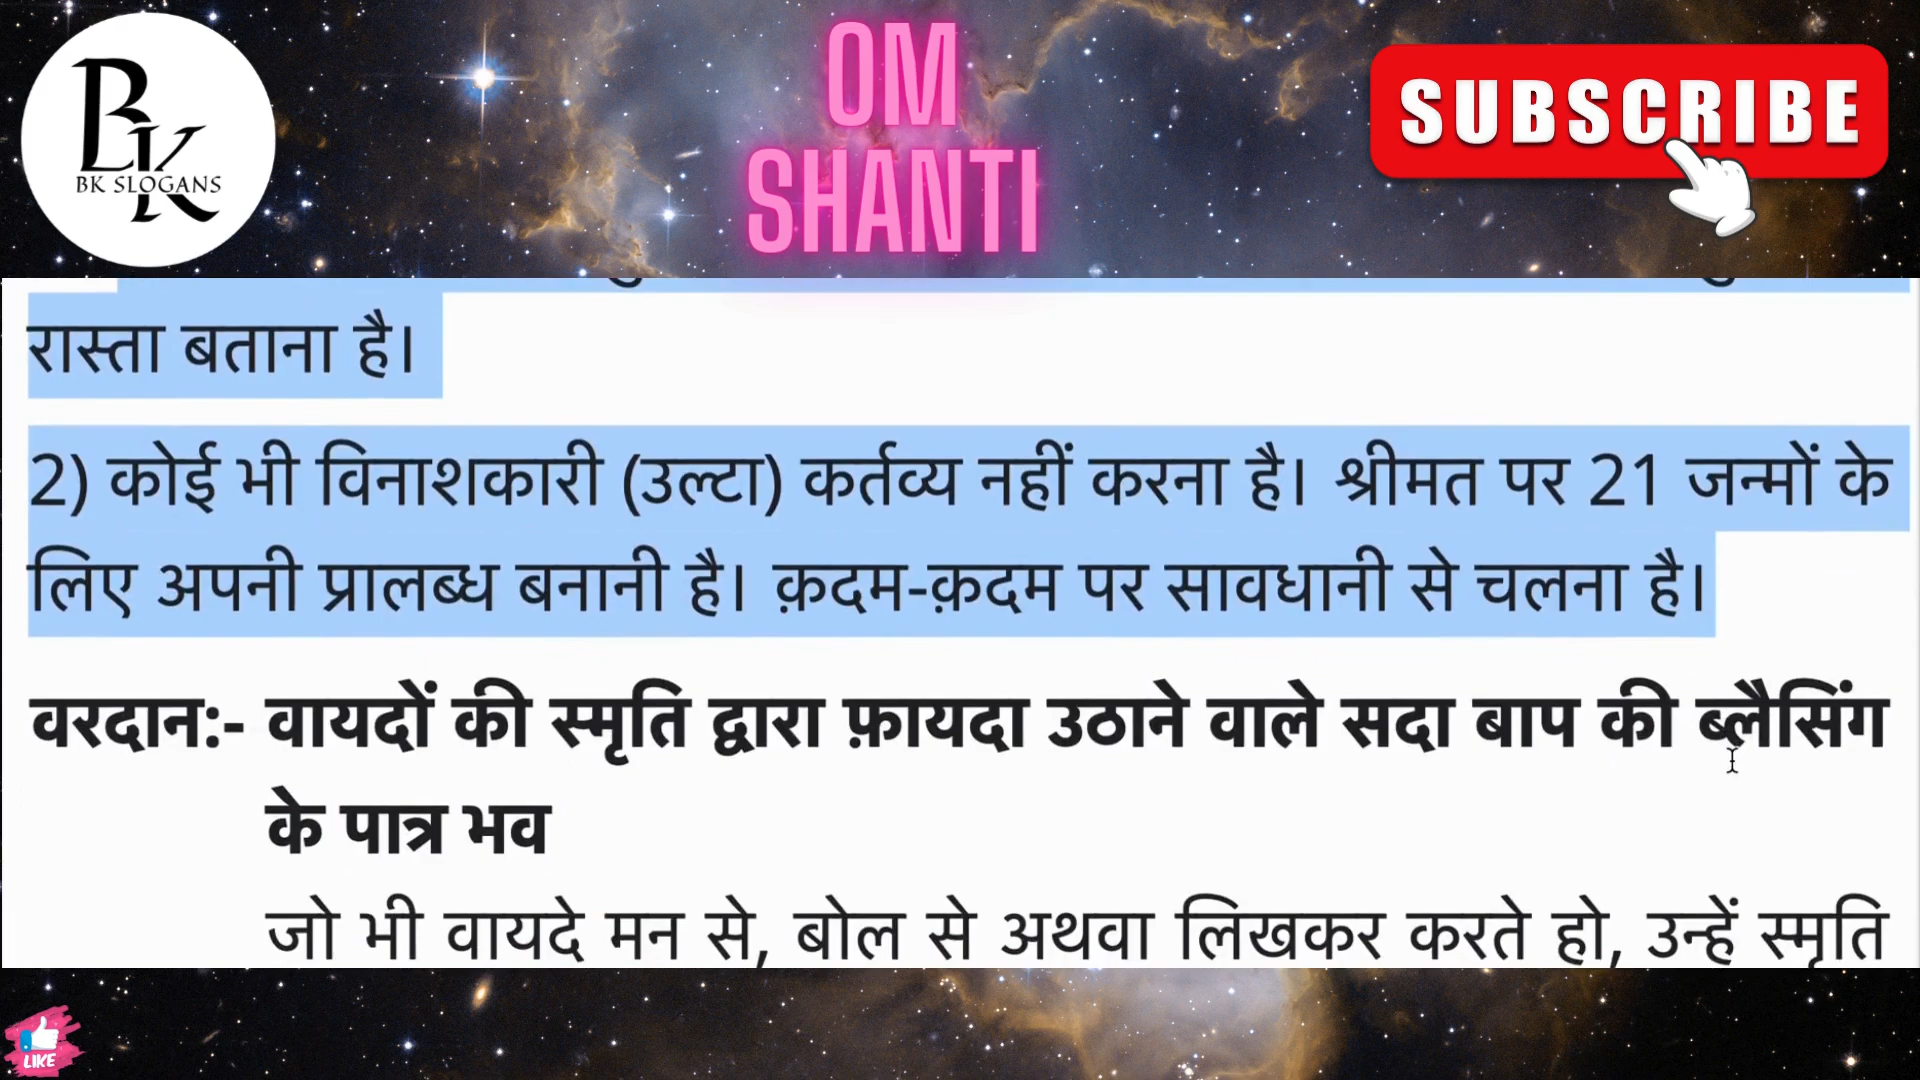 BK
BK SLOGANS
OM
SHANTI
SUBSCRIBE
रास्ता बताना है।
2) कोई भी विनाशकारी (उल्टा) कर्तव्य नहीं करना है। श्रीमत पर 21 जन्मों के
लिए अपनी प्रालब्ध बनानी है। क़दम-क़दम पर सावधानी से चलना है।
वरदान:- वायदों की स्मृति द्वारा फ़ायदा उठाने वाले सदा बाप की ब्लैसिंग
के पात्र भव
जो भी वायदे मन से, बोल से अथवा लिखकर करते हो, उन्हें स्मृति
LIKE